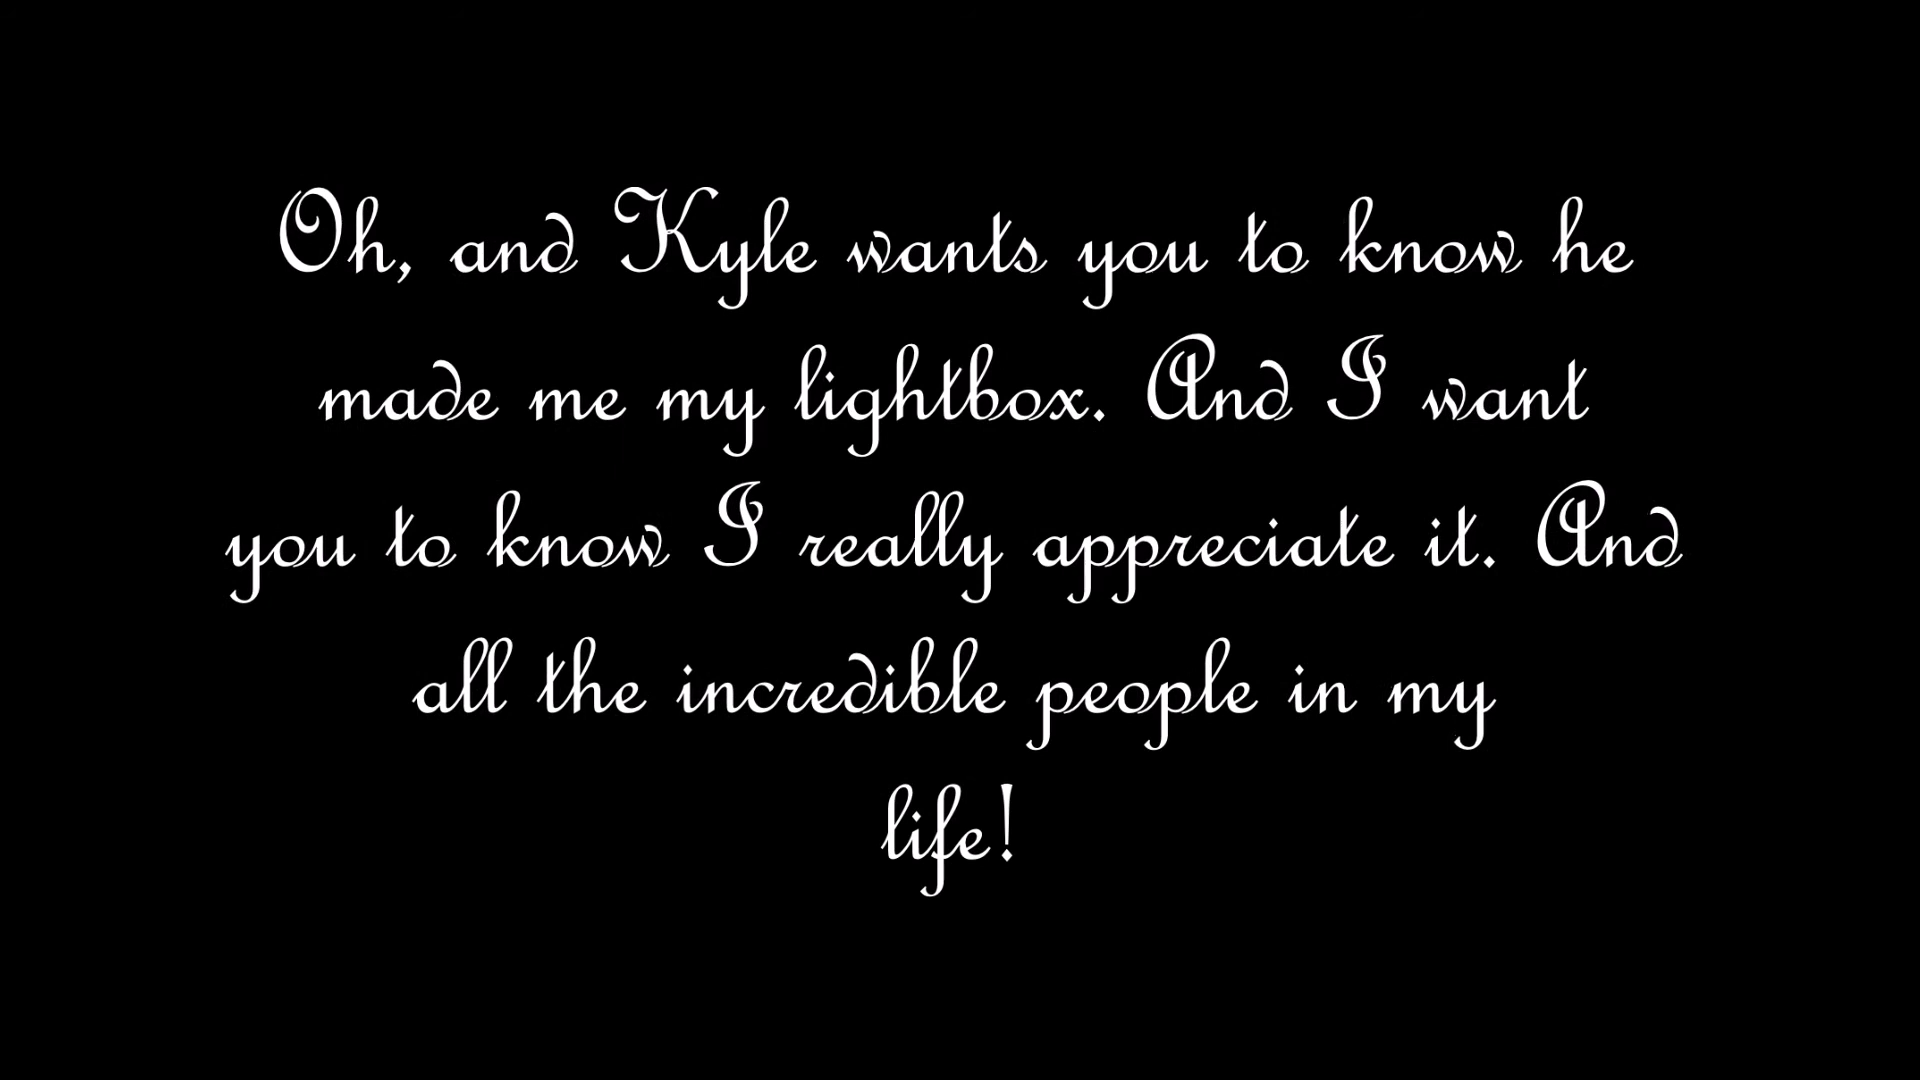 Oh, and Kyle wants you to know he
made me my lightbox. And I want
you to know I really appreciate it. And
all the incredible people in my
life!